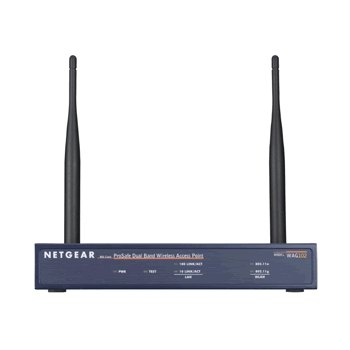 NETGEAR ProSafe Dual Band Wireless Access Point MODEL WAG102
100 LINK/ACT 802.11a
PWR TEST 10 LINK/ACT 802.11g
LAN WLAN